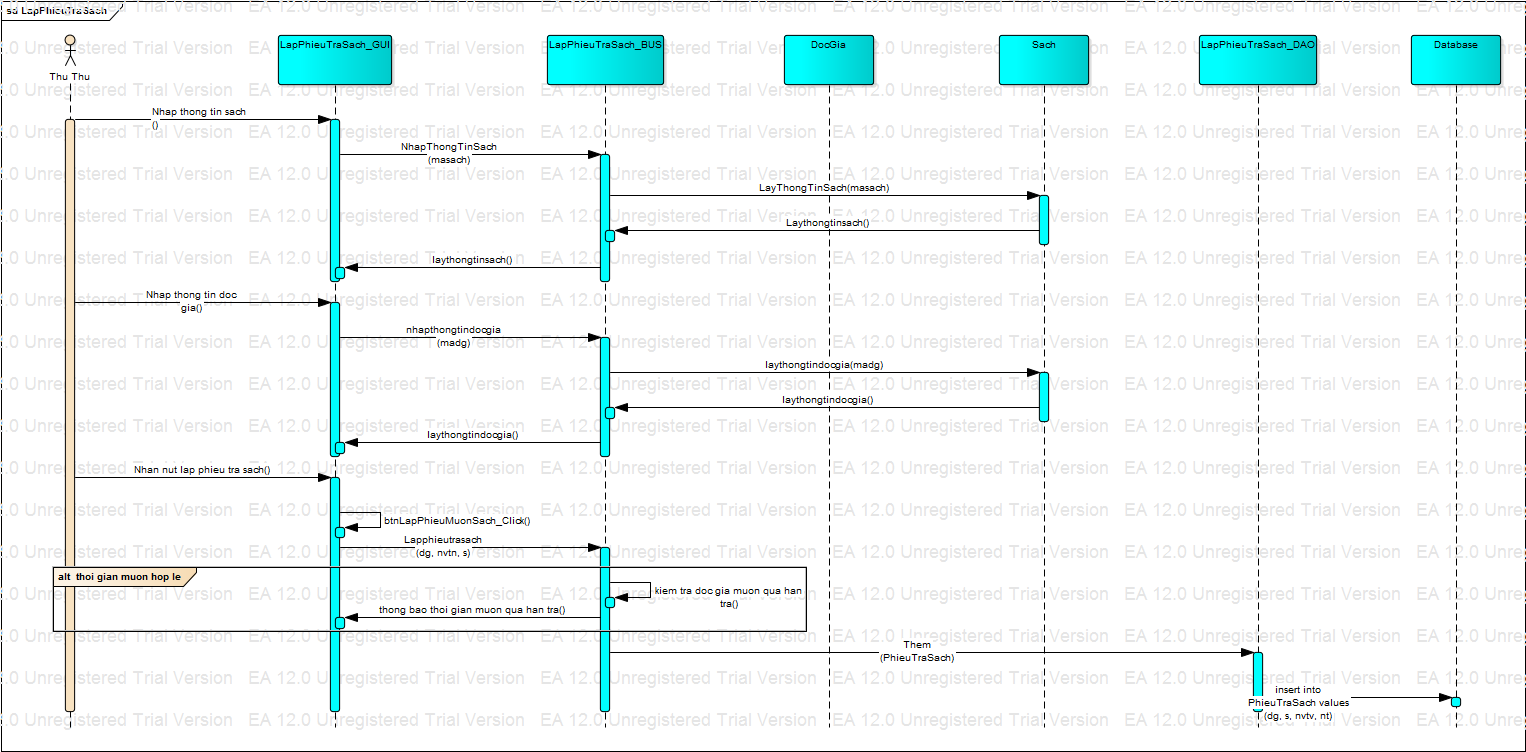 sd LapPhieuTraSach
EA 12.0 Unregistered Trial Version
Thu Thu
LapPhieuTraSach_GUI
LapPhieuTraSach_BUS
DocGia
Sach
LapPhieuTraSach_DAO
Database
Nhap thong tin sach
()
NhapThongTinSach
(masach)
LayThongTinSach(masach)
Laythongtinsach()
laythongtinsach()
Nhap thong tin doc
gia()
nhapthongtindocgia
(madg)
laythongtindocgia(madg)
laythongtindocgia()
laythongtindocgia()
Nhan nut lap phieu tra sach()
btnLapPhieuMuonSach_Click()
Lapphieutrasach
(dg, nvtn, s)
alt thoi gian muon hop le
kiem tra doc gia muon qua han
tra()
thong bao thoi gian muon qua han tra()
Them
(PhieuTraSach)
insert into
PhieuTraSach values
(dg, s, nvtv, nt)